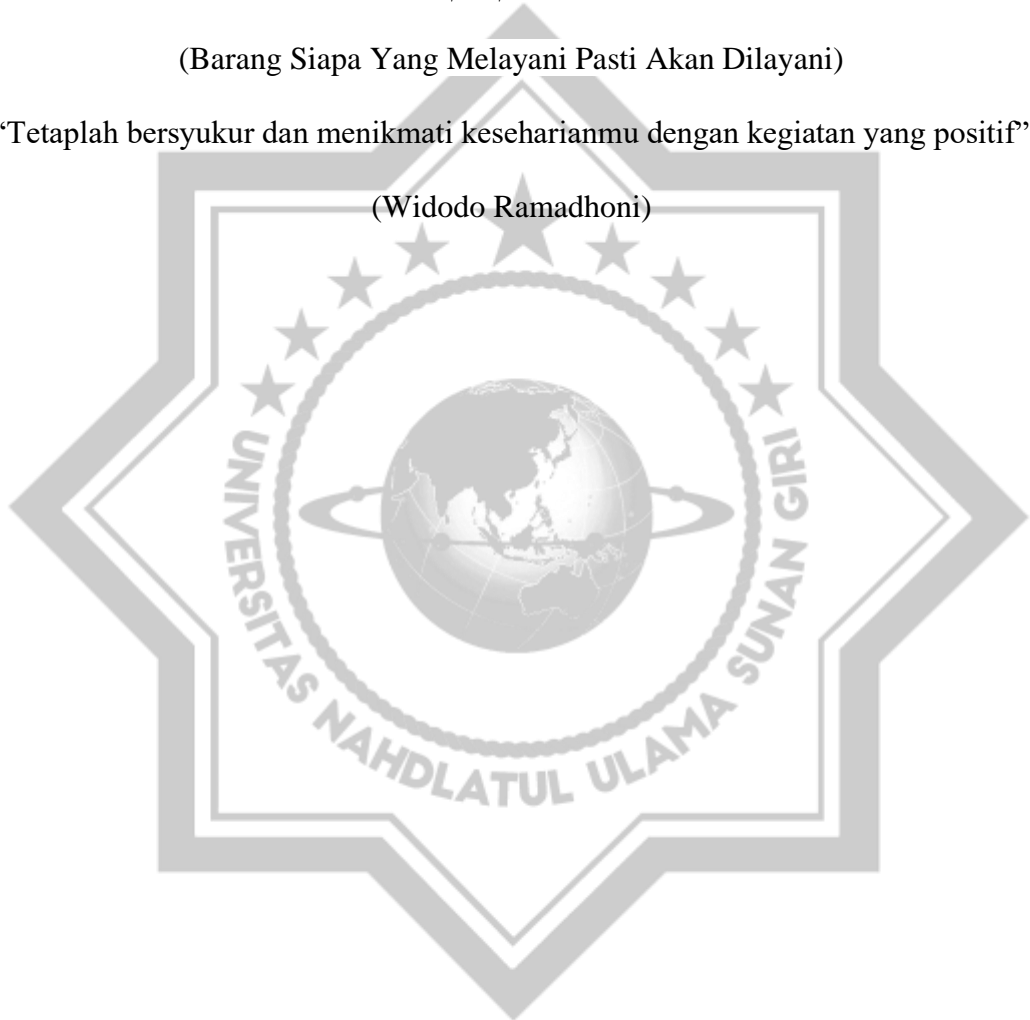 (Barang Siapa Yang Melayani Pasti Akan Dilayani)
“Tetaplah bersyukur dan menikmati keseharianmu dengan kegiatan yang positif”
(Widodo Ramadhoni)
UNIVERSITAS NAHDLATUL ULAMA SUNAN GIRI